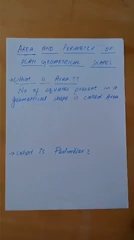 AREA AND PERIMETER OF
PLAN GEOMETRICAL SHAPES
What is Area??
No of squares present in a
geometrical shape is called Area
What Is Perimeter?